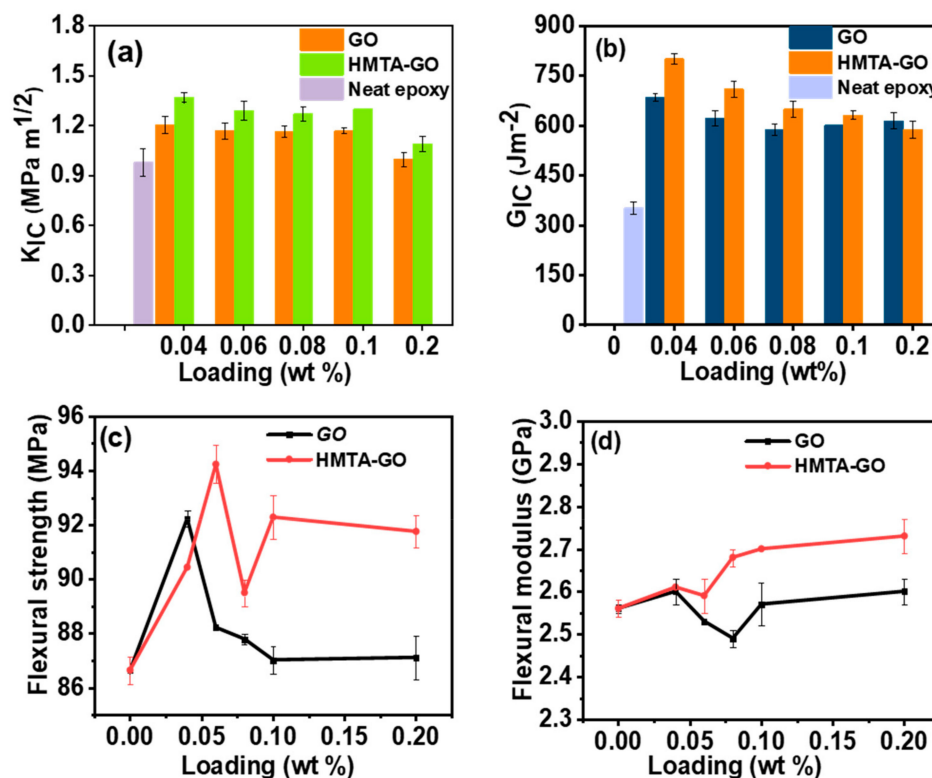 (a)
GO
HMTA-GO
Neat epoxy
1.8
1.5
1.2
0.9
0.6
0.3
0.0
K_IC (MPa m^1/2)
0.04 0.06 0.08 0.1 0.2
Loading (wt %)
(b)
GO
HMTA-GO
Neat epoxy
900
750
600
450
300
150
0
G_IC (Jm-2)
0 0.04 0.06 0.08 0.1 0.2
Loading (wt%)
(c)
GO
HMTA-GO
96
94
92
90
88
86
Flexural strength (MPa)
0.00 0.05 0.10 0.15 0.20
Loading (wt %)
(d)
GO
HMTA-GO
3.0
2.9
2.8
2.7
2.6
2.5
2.4
2.3
Flexural modulus (GPa)
0.00 0.05 0.10 0.15 0.20
Loading (wt %)